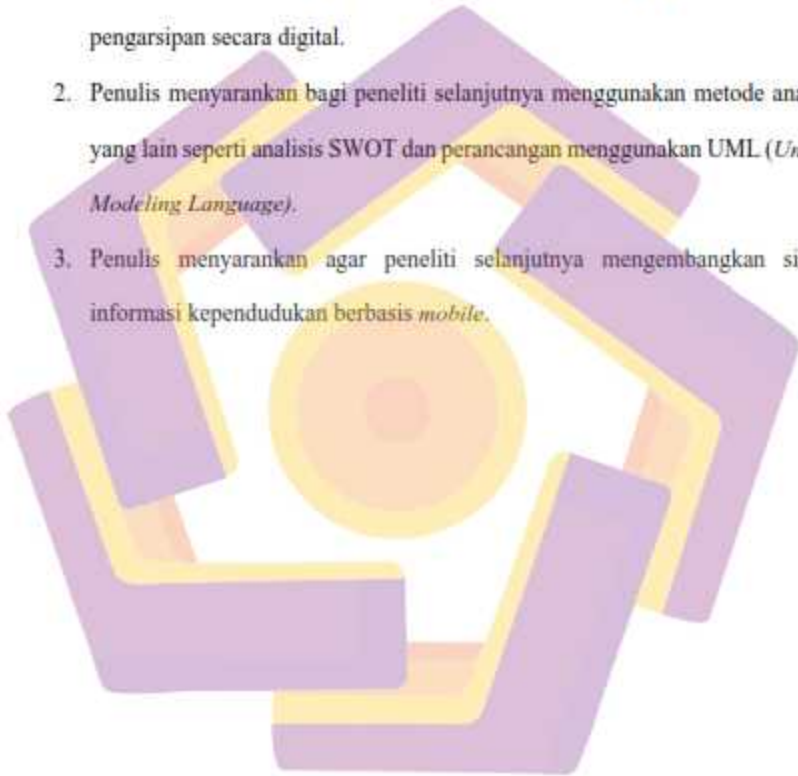 pengarsipan secara digital.
2. Penulis menyarankan bagi peneliti selanjutnya menggunakan metode
yang lain seperti analisis SWOT dan perancangan menggunakan UML (
Modeling Language).
3. Penulis menyarankan agar peneliti selanjutnya mengembangkan
informasi kependudukan berbasis mobile.